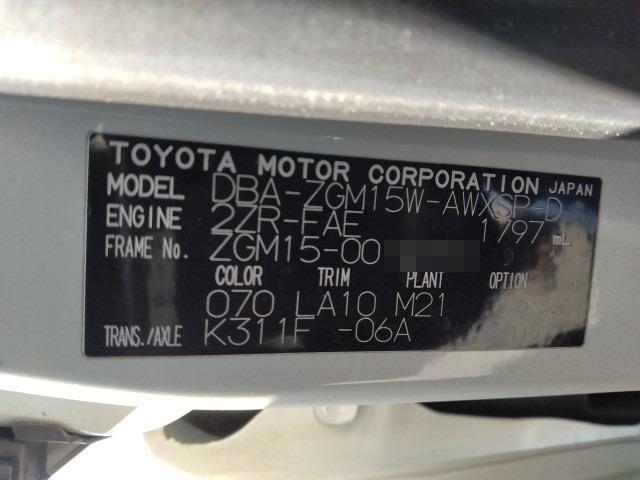 TOYOTA MOTOR CORPORATION JAPAN
MODEL DBA-ZGM15W-AWXSP-D
ENGINE 2ZR-FAE 1797 mL
FRAME No. ZGM15-00
COLOR TRIM PLANT OPTION
070 LA10 M21
TRANS./AXLE K311F -06A